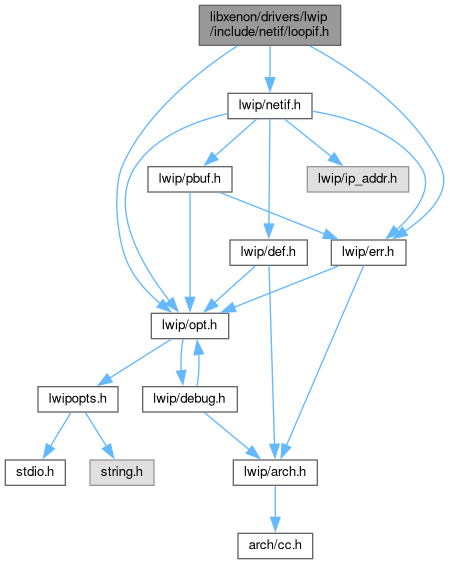 libxenon/drivers/lwip
/include/netif/loopif.h
lwip/netif.h
lwip/pbuf.h
lwip/ip_addr.h
lwip/def.h
lwip/err.h
lwip/opt.h
lwipopts.h
lwip/debug.h
stdio.h
string.h
lwip/arch.h
arch/cc.h